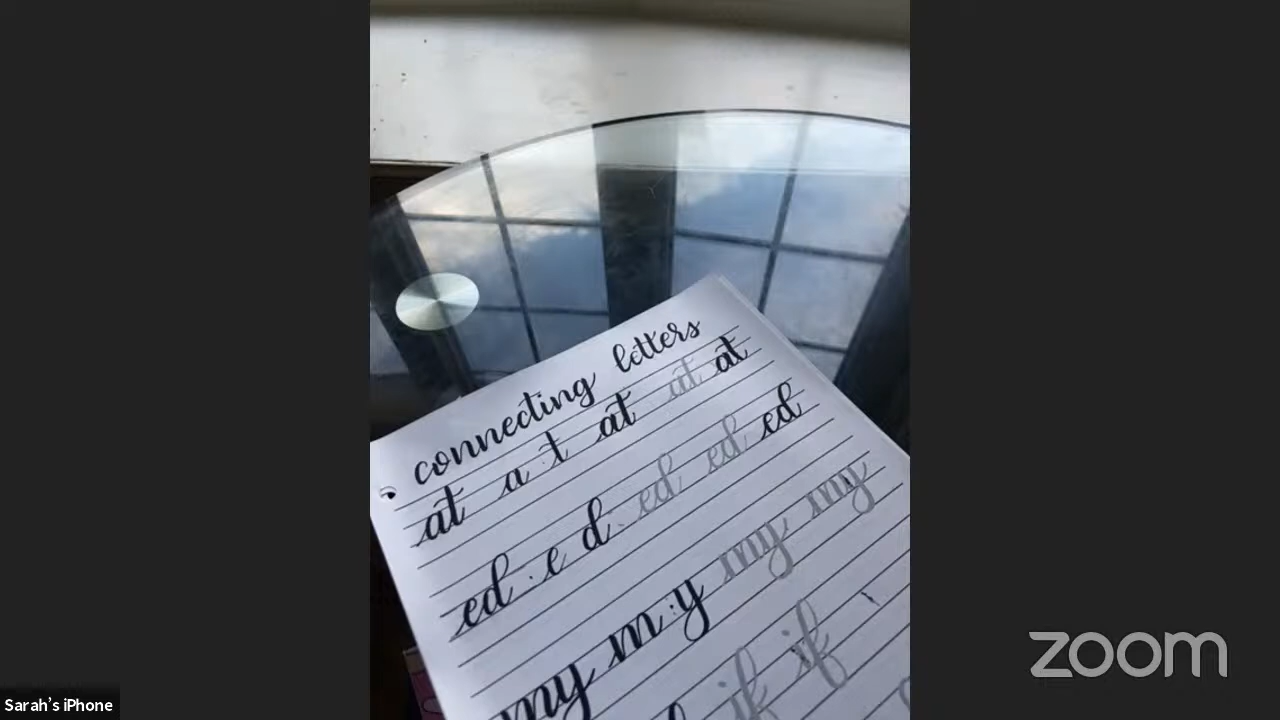 connecting letters
at a t at at at
ed e d ed ed ed
my m y my my
if if
Sarah's iPhone
zoom